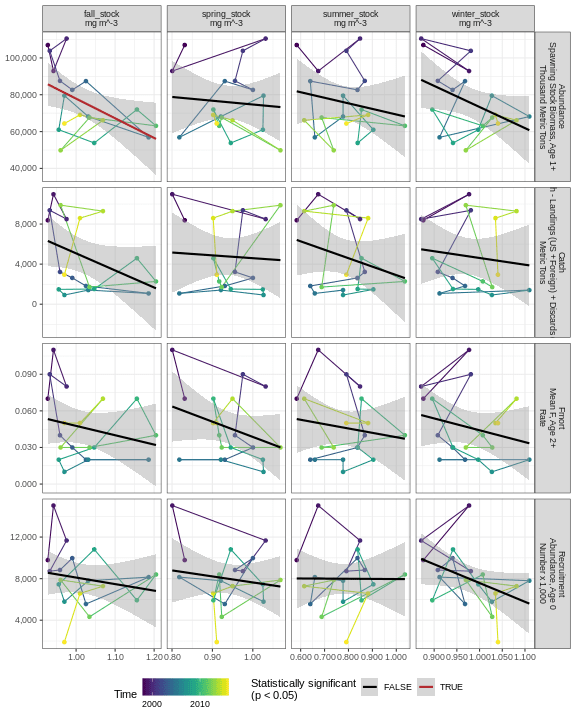 fall_stock
mg m^-3
spring_stock
mg m^-3
summer_stock
mg m^-3
winter_stock
mg m^-3
100,000
80,000
60,000
40,000
Abundance
Spawning Stock Biomass, Age 1+
Thousand Metric Tons
8,000
4,000
0
Catch
h - Landings (US +Foreign) + Discards
Metric Tons
0.090
0.060
0.030
0.000
Fmort
Mean F, Age 2+
Rate
12,000
8,000
4,000
Recruitment
Abundance, Age 0
Number x 1,000
1.00 1.10 1.20 0.80 0.90 1.00 0.600 0.700 0.800 0.900 1.000 0.900 0.950 1.000 1.050 1.100
Time
2000 2010
Statistically significant
(p < 0.05)
FALSE
TRUE